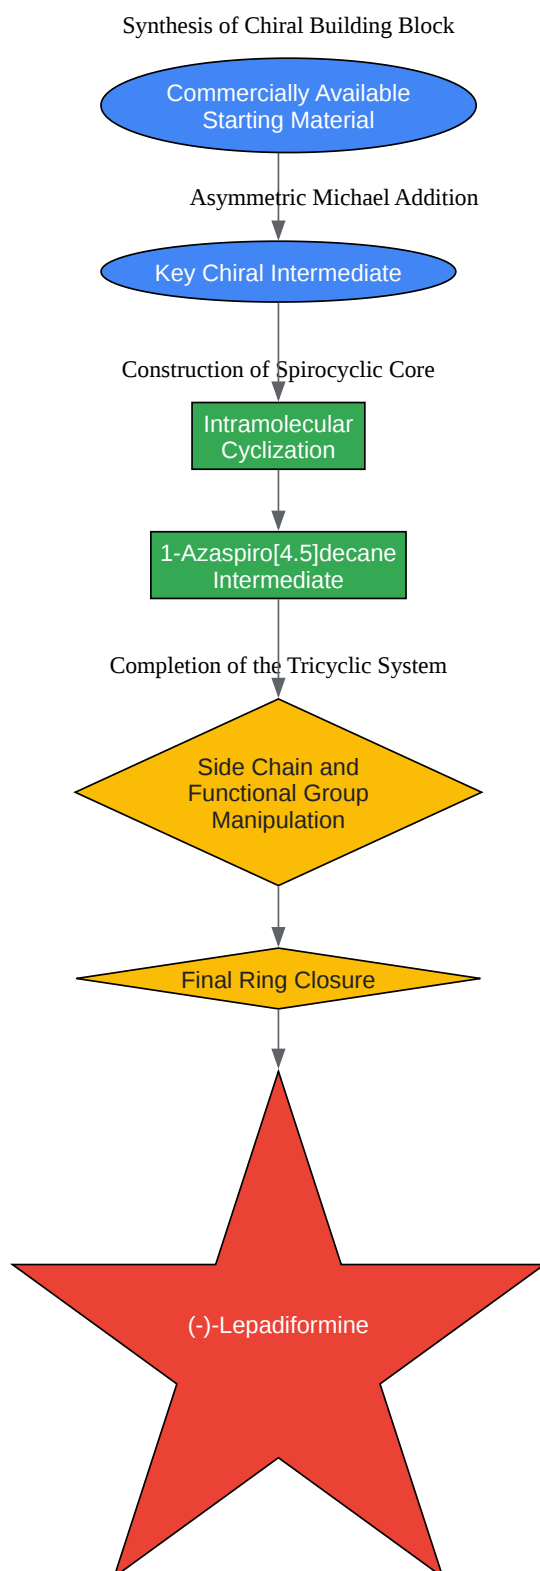 Synthesis of Chiral Building Block
Commercially Available
Starting Material
Asymmetric Michael Addition
Key Chiral Intermediate
Construction of Spirocyclic Core
Intramolecular
Cyclization
1-Azaspiro[4.5]decane
Intermediate
Completion of the Tricyclic System
Side Chain and
Functional Group
Manipulation
Final Ring Closure
(-)-Lepadiformine